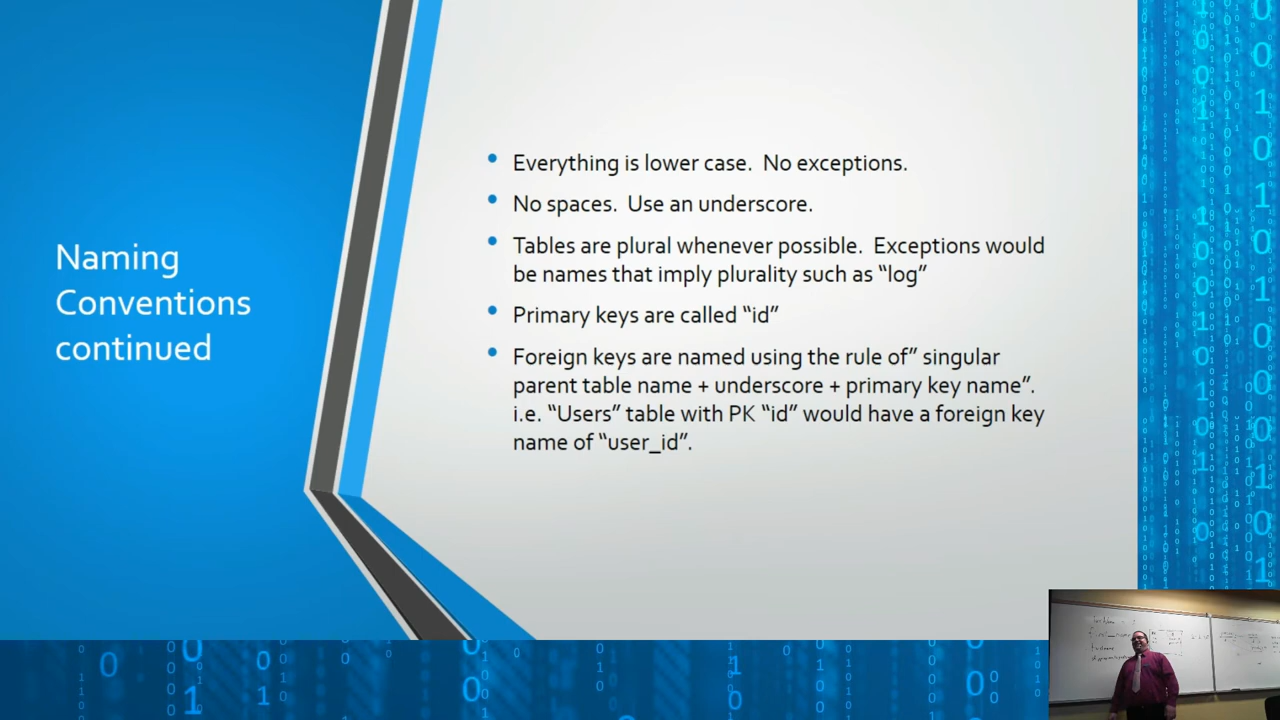 Naming
Conventions
continued
Everything is lower case.  No exceptions.
No spaces.  Use an underscore.
Tables are plural whenever possible.  Exceptions would
be names that imply plurality such as “log”
Primary keys are called “id”
Foreign keys are named using the rule of” singular
parent table name + underscore + primary key name”.
i.e. “Users” table with PK “id” would have a foreign key
name of “user_id”.